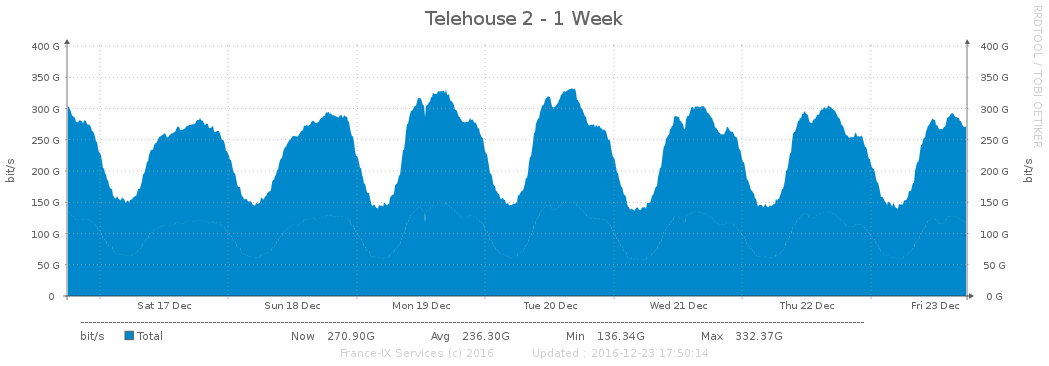 Telehouse 2 - 1 Week
RRDTOOL / TOBI OETIKER
400 G 400 G
350 G 350 G
300 G 300 G
250 G 250 G
200 G 200 G
150 G 150 G
100 G 100 G
50 G 50 G
0 0 G
bit/s bit/s
Sat 17 Dec Sun 18 Dec Mon 19 Dec Tue 20 Dec Wed 21 Dec Thu 22 Dec Fri 23 Dec
bit/s Total Now 270.90G Avg 236.30G Min 136.34G Max 332.37G
France-IX Services (c) 2016 Updated : 2016-12-23 17:50:14